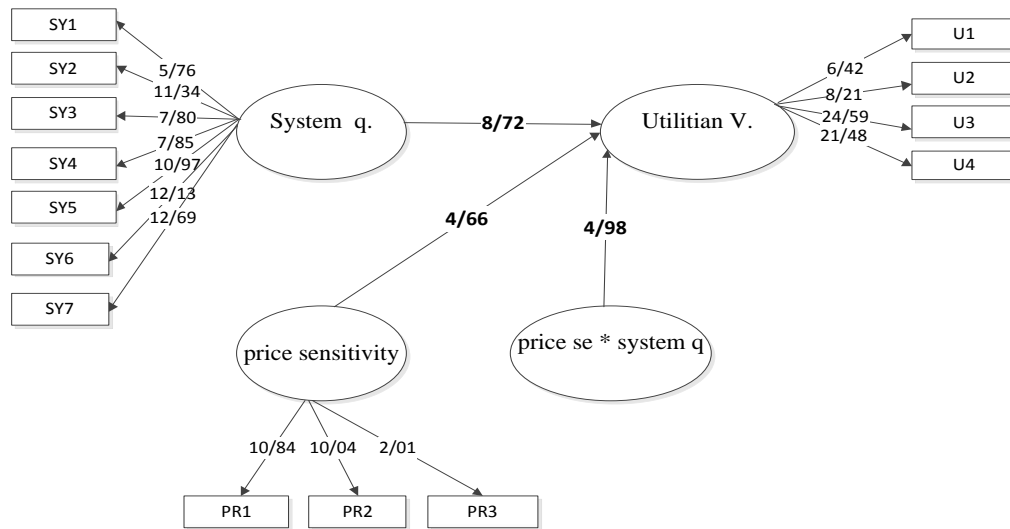 SY1
SY2
SY3
SY4
SY5
SY6
SY7
5/76
11/34
7/80
7/85
10/97
12/13
12/69
System q.
8/72
Utilitian V.
6/42
8/21
24/59
21/48
U1
U2
U3
U4
4/66
4/98
price sensitivity
price se * system q
10/84
10/04
2/01
PR1
PR2
PR3